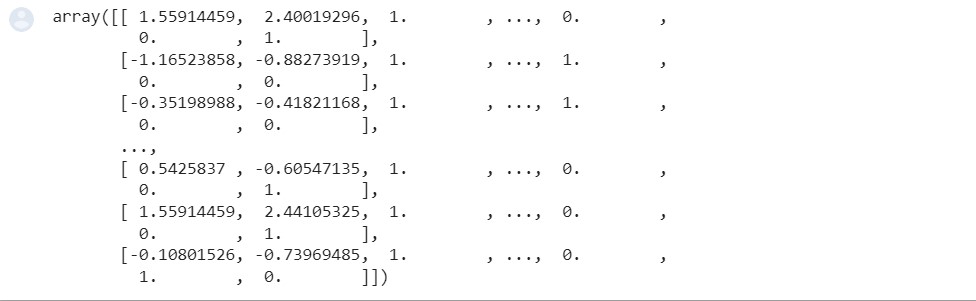 array([[ 1.55914459,  2.40019296,  1.        , ...,  0.        ,
         0.        ,  1.        ],
       [-1.16523858, -0.88273919,  1.        , ...,  1.        ,
         0.        ,  0.        ],
       [-0.35198988, -0.41821168,  1.        , ...,  1.        ,
         0.        ,  0.        ],
       ...,
       [ 0.5425837 , -0.60547135,  1.        , ...,  0.        ,
         0.        ,  1.        ],
       [ 1.55914459,  2.44105325,  1.        , ...,  0.        ,
         0.        ,  1.        ],
       [-0.10801526, -0.73969485,  1.        , ...,  0.        ,
         1.        ,  0.        ]])